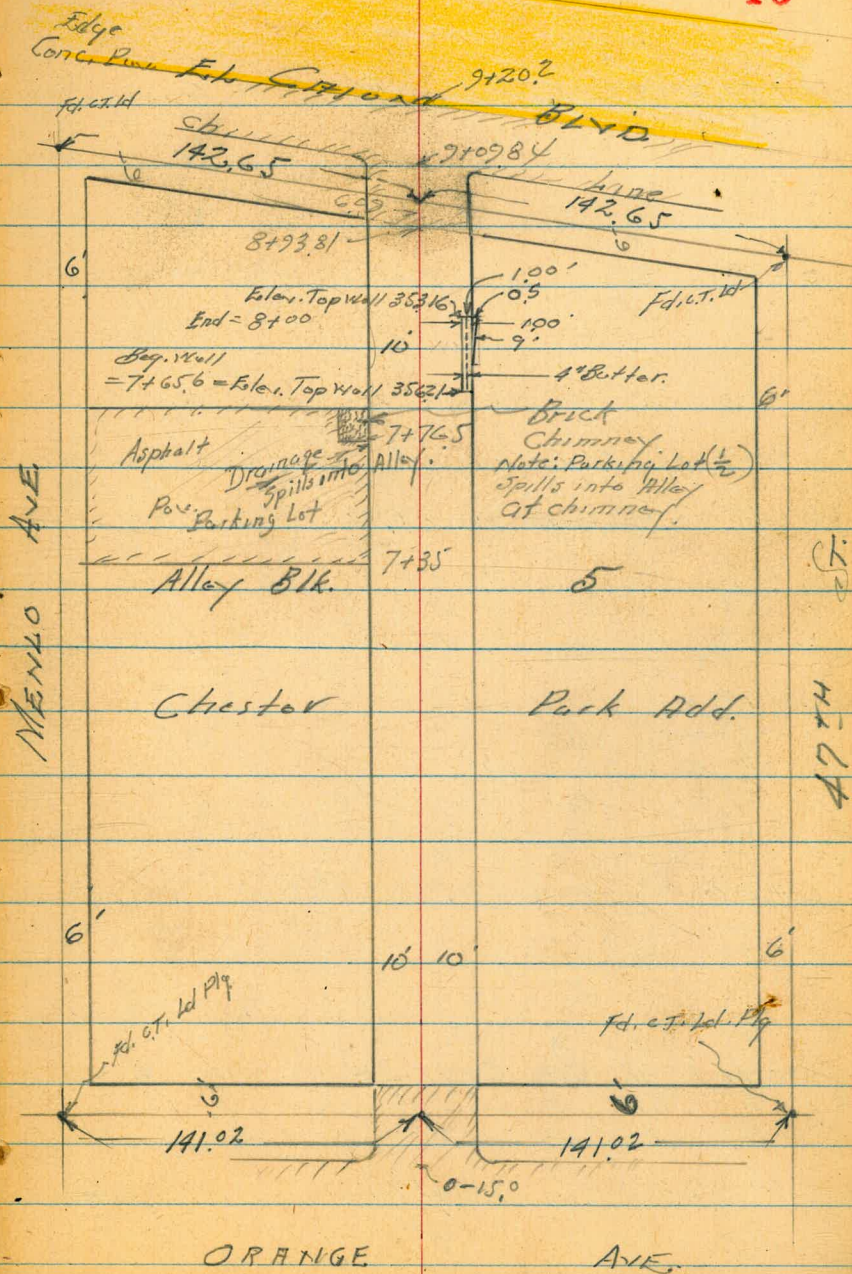 Edge
Conc. El Cajon BLVD.
9+20.2
Fd. C.T. Ld
142.65
9+09.84
Line
142.65
8+93.81
6'
6
6
1.00'
0.5
Elev. Top Wall 353.16
Fd. C.T. Ld
End = 8+00
1.00
10'
9"
Beg. Wall
= 7+65.6 = Elev. Top Wall 356.21
4" Batter.
6'
Brick
Chimney
7+76.5
Asphalt
Drainage
Spills into Alley.
Note: Parking Lot (1/2)
Spills into Alley
at chimney.
Pav.
Parking Lot
7+35
MENLO AVE.
Alley Blk. 5
Chester Park Add.
47TH ST.
6'
10' 10'
6'
Fd. C.T. Ld Plg
Fd. C.T. Ld. Plg
6'
6'
141.02
141.02
0-15.0
ORANGE AVE.